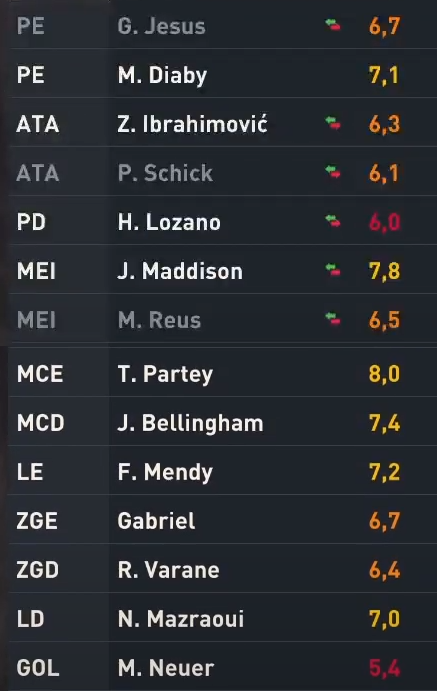 PE G. Jesus 6,7
PE M. Diaby 7,1
ATA Z. Ibrahimović 6,3
ATA P. Schick 6,1
PD H. Lozano 6,0
MEI J. Maddison 7,8
MEI M. Reus 6,5
MCE T. Partey 8,0
MCD J. Bellingham 7,4
LE F. Mendy 7,2
ZGE Gabriel 6,7
ZGD R. Varane 6,4
LD N. Mazraoui 7,0
GOL M. Neuer 5,4